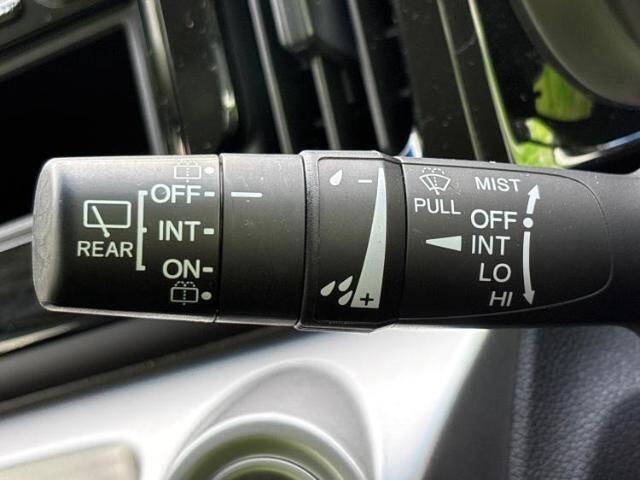 REAR
OFF
INT
ON
-
+
PULL
MIST
OFF
INT
LO
HI